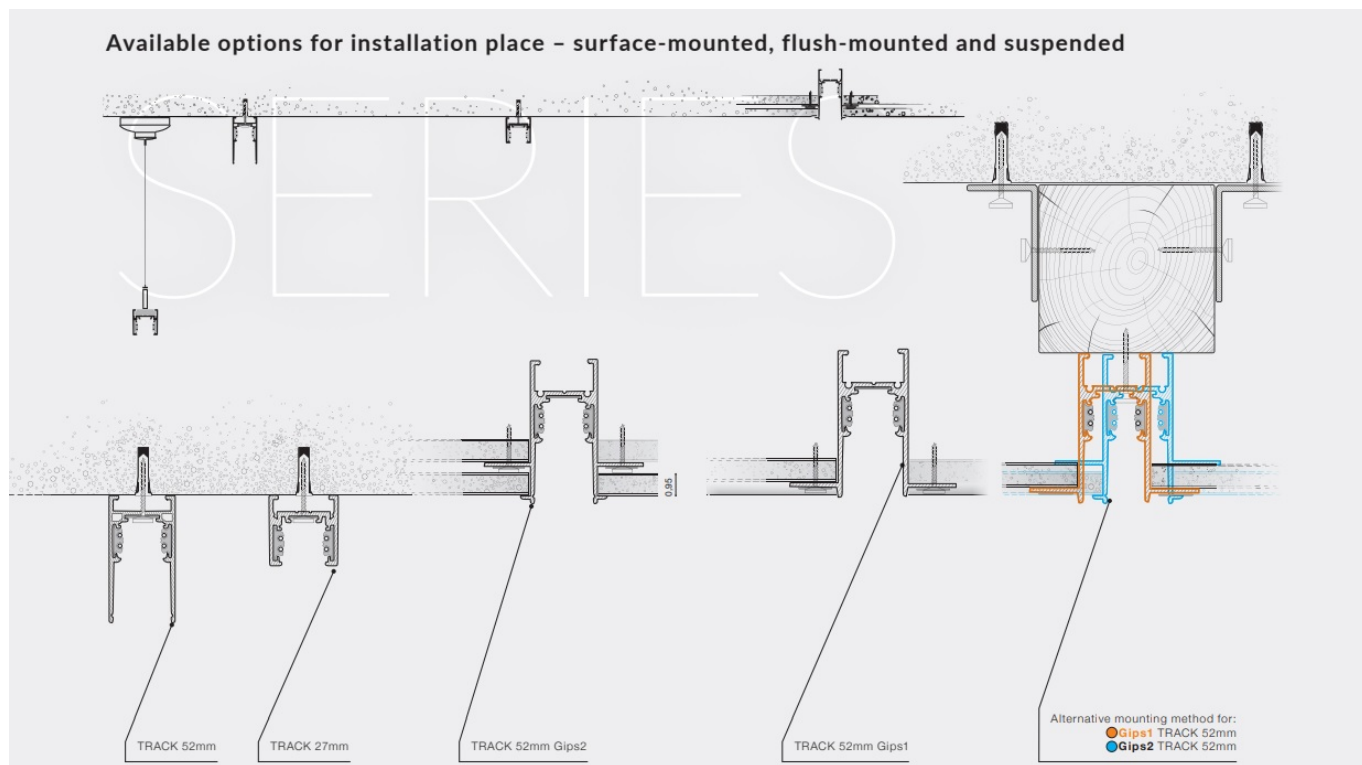 Available options for installation place – surface-mounted, flush-mounted and suspended
SERIES
0,95
TRACK 52mm
TRACK 27mm
TRACK 52mm Gips2
TRACK 52mm Gips1
Alternative mounting method for:
Gips1 TRACK 52mm
Gips2 TRACK 52mm